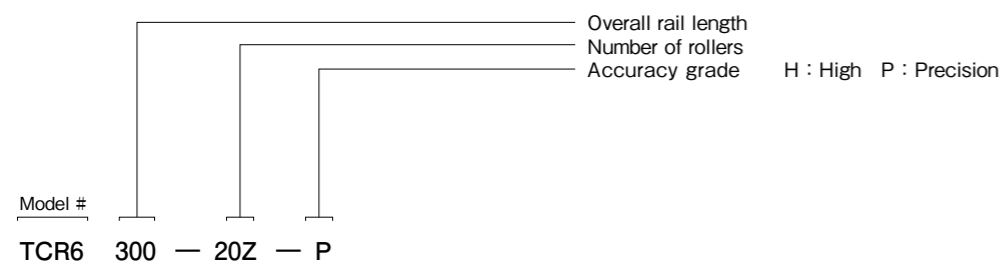 Overall rail length
Number of rollers
Accuracy grade H：High P：Precision
Model #
TCR6 300 — 20Z — P